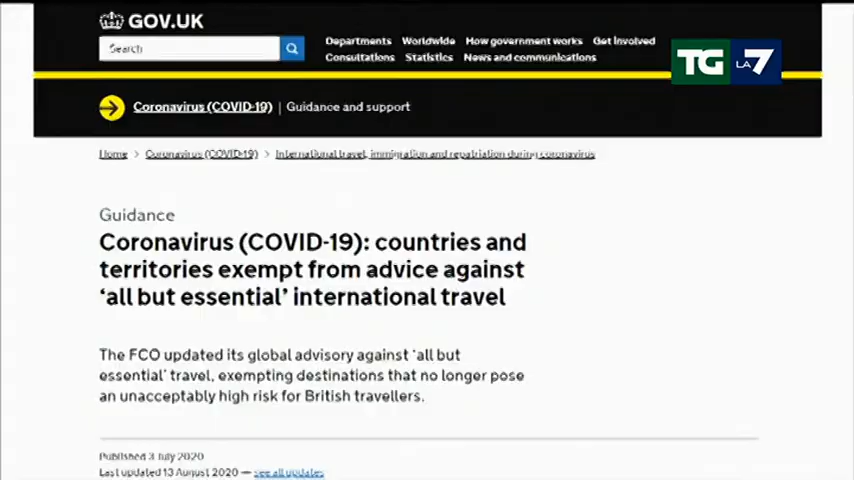 GOV.UK
Search
Departments Worldwide How government works Get involved
Consultations Statistics News and communications
TG LA7
Coronavirus (COVID-19) | Guidance and support
Home > Coronavirus (COVID-19) > International travel, immigration and repatriation during coronavirus
Guidance
Coronavirus (COVID-19): countries and
territories exempt from advice against
‘all but essential’ international travel
The FCO updated its global advisory against ‘all but
essential’ travel, exempting destinations that no longer pose
an unacceptably high risk for British travellers.
Published 3 July 2020
Last updated 13 August 2020 — see all updates